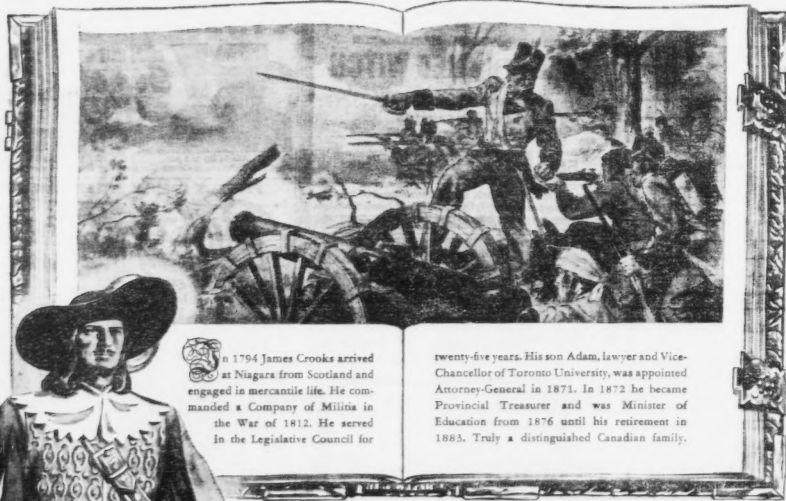 In 1794 James Crooks arrived
at Niagara from Scotland and
engaged in mercantile life. He com-
manded a Company of Militia in
the War of 1812. He served
in the Legislative Council for
twenty-five years. His son Adam, lawyer and Vice-
Chancellor of Toronto University, was appointed
Attorney-General in 1871. In 1872 he became
Provincial Treasurer and was Minister of
Education from 1876 until his retirement in
1883. Truly a distinguished Canadian family.